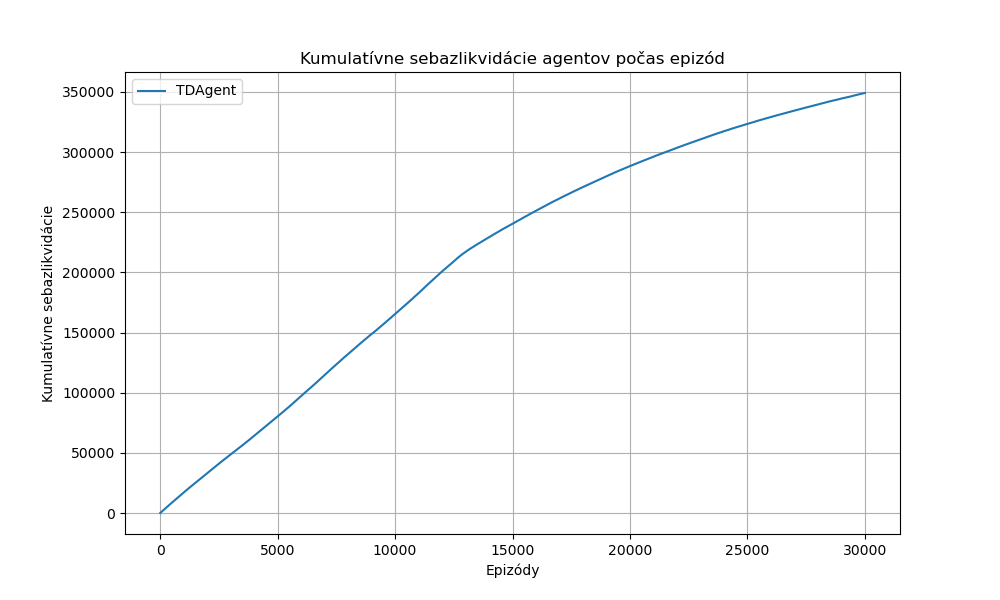 Kumulatívne sebazlikvidácie agentov počas epizód
TDAgent
Kumulatívne sebazlikvidácie
350000
300000
250000
200000
150000
100000
50000
0
0 5000 10000 15000 20000 25000 30000
Epizódy